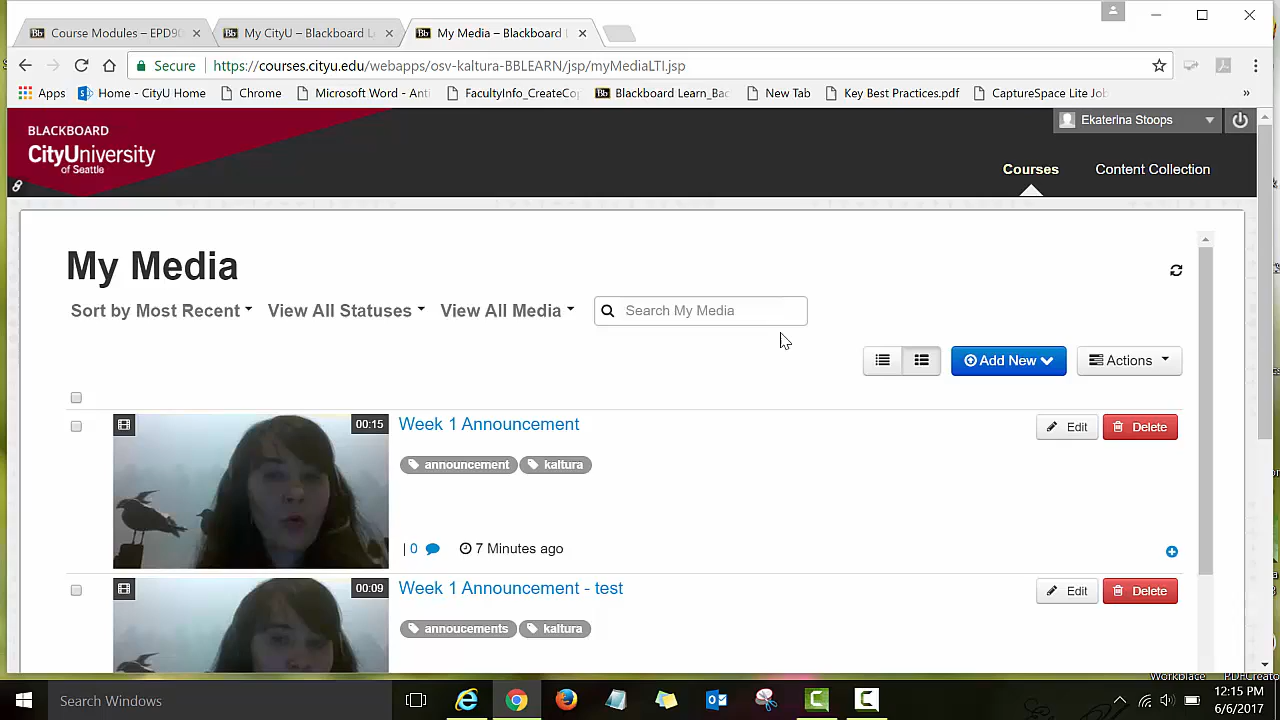 Course Modules – EPD90
My CityU – Blackboard L
My Media – Blackboard
Secure
https://courses.cityu.edu/webapps/osv-kaltura-BBLEARN/jsp/myMediaLTI.jsp
Apps
Home - CityU Home
Chrome
Microsoft Word - Anti
FacultyInfo_CreateCop
Blackboard Learn_Bac
New Tab
Key Best Practices.pdf
CaptureSpace Lite Job
»
BLACKBOARD
CityUniversity
of Seattle
Ekaterina Stoops
Courses
Content Collection
My Media
Sort by Most Recent
View All Statuses
View All Media
Search My Media
Add New
Actions
00:15
Week 1 Announcement
Edit
Delete
announcement
kaltura
| 0
7 Minutes ago
00:09
Week 1 Announcement - test
Edit
Delete
annoucements
kaltura
Workplace
PDFCreato
Search Windows
12:15 PM
6/6/2017